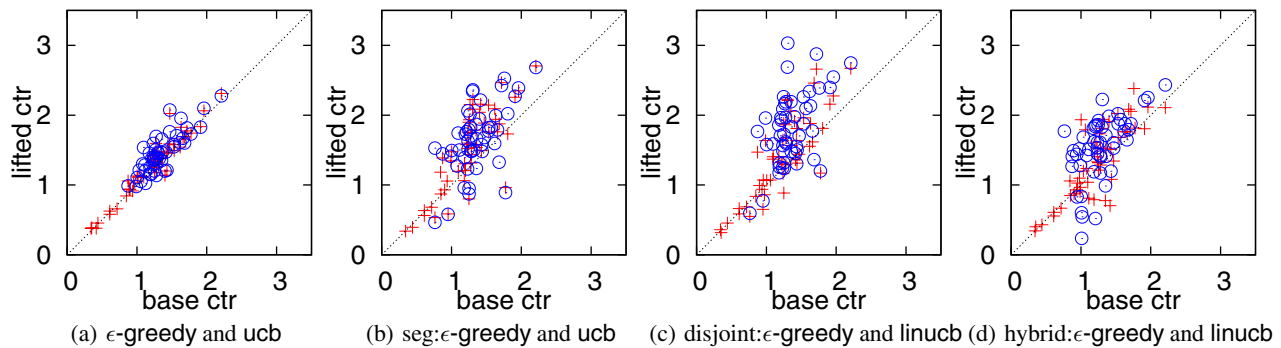 3
2
1
0
lifted ctr
0 1 2 3
base ctr
(a) ϵ-greedy and ucb
3
2
1
0
lifted ctr
0 1 2 3
base ctr
(b) seg:ϵ-greedy and ucb
3
2
1
0
lifted ctr
0 1 2 3
base ctr
(c) disjoint:ϵ-greedy and linucb
3
2
1
0
lifted ctr
0 1 2 3
base ctr
(d) hybrid:ϵ-greedy and linucb